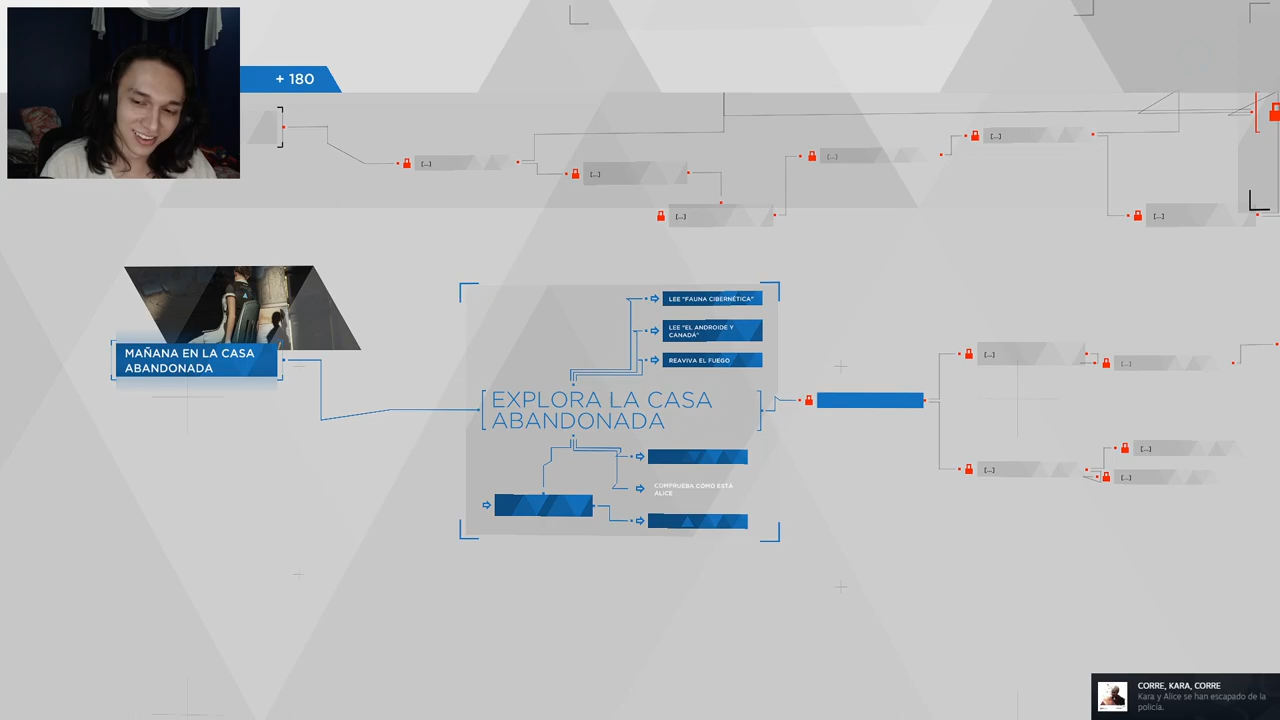 + 180
[...]
[...]
[...]
[...]
[...]
[...]
MAÑANA EN LA CASA
ABANDONADA
LEE "FAUNA CIBERNÉTICA"
LEE "EL ANDROIDE Y
CANADÁ"
REAVIVA EL FUEGO
EXPLORA LA CASA
ABANDONADA
COMPRUEBA CÓMO ESTÁ
ALICE
[...]
[...]
[...]
[...]
[...]
CORRE, KARA, CORRE
Kara y Alice se han escapado de la
policía.